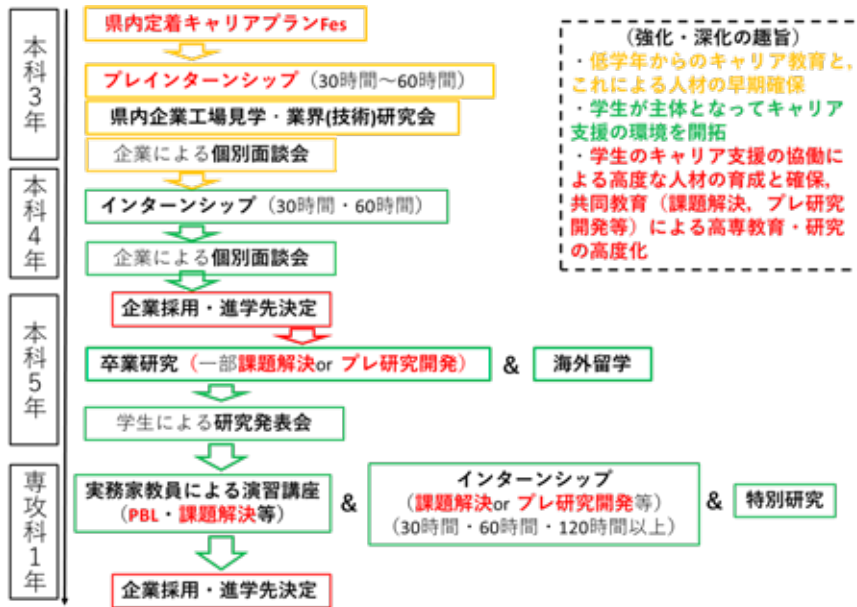 本科3年
県内定着キャリアプランFes
プレインターンシップ（30時間～60時間）
県内企業工場見学・業界(技術)研究会
企業による個別面談会
本科4年
インターンシップ（30時間・60時間）
企業による個別面談会
企業採用・進学先決定
本科5年
卒業研究（一部課題解決or プレ研究開発） & 海外留学
学生による研究発表会
専攻科1年
実務家教員による演習講座
（PBL・課題解決等）
&
インターンシップ
（課題解決or プレ研究開発等）
（30時間・60時間・120時間以上）
& 特別研究
企業採用・進学先決定
（強化・深化の趣旨）
・低学年からのキャリア教育と，
これによる人材の早期確保
・学生が主体となってキャリア
支援の環境を開拓
・学生のキャリア支援の協働
による高度な人材の育成と確保，
共同教育（課題解決，プレ研究
開発等）による高専教育・研究
の高度化